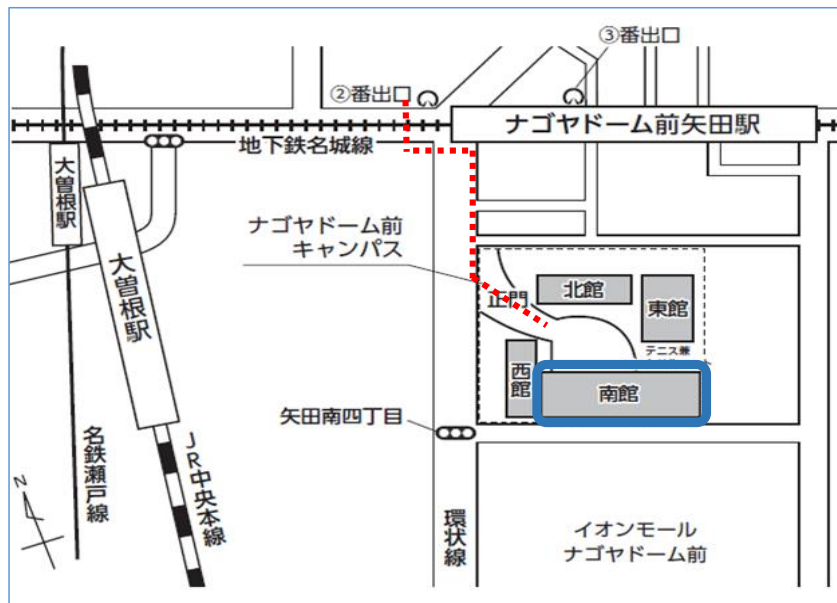 ③番出口
②番出口
ナゴヤドーム前矢田駅
地下鉄名城線
大曽根駅
大曽根駅
ナゴヤドーム前
キャンパス
正門
北館
東館
テニス兼
西館
南館
矢田南四丁目
名鉄瀬戸線
JR中央本線
N
環状線
イオンモール
ナゴヤドーム前